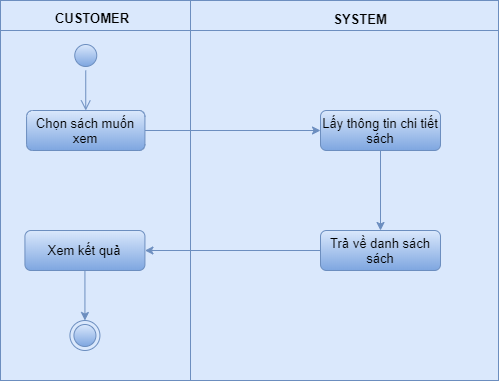 CUSTOMER
SYSTEM
Chọn sách muốn
xem
Lấy thông tin chi tiết
sách
Trả về danh sách
sách
Xem kết quả